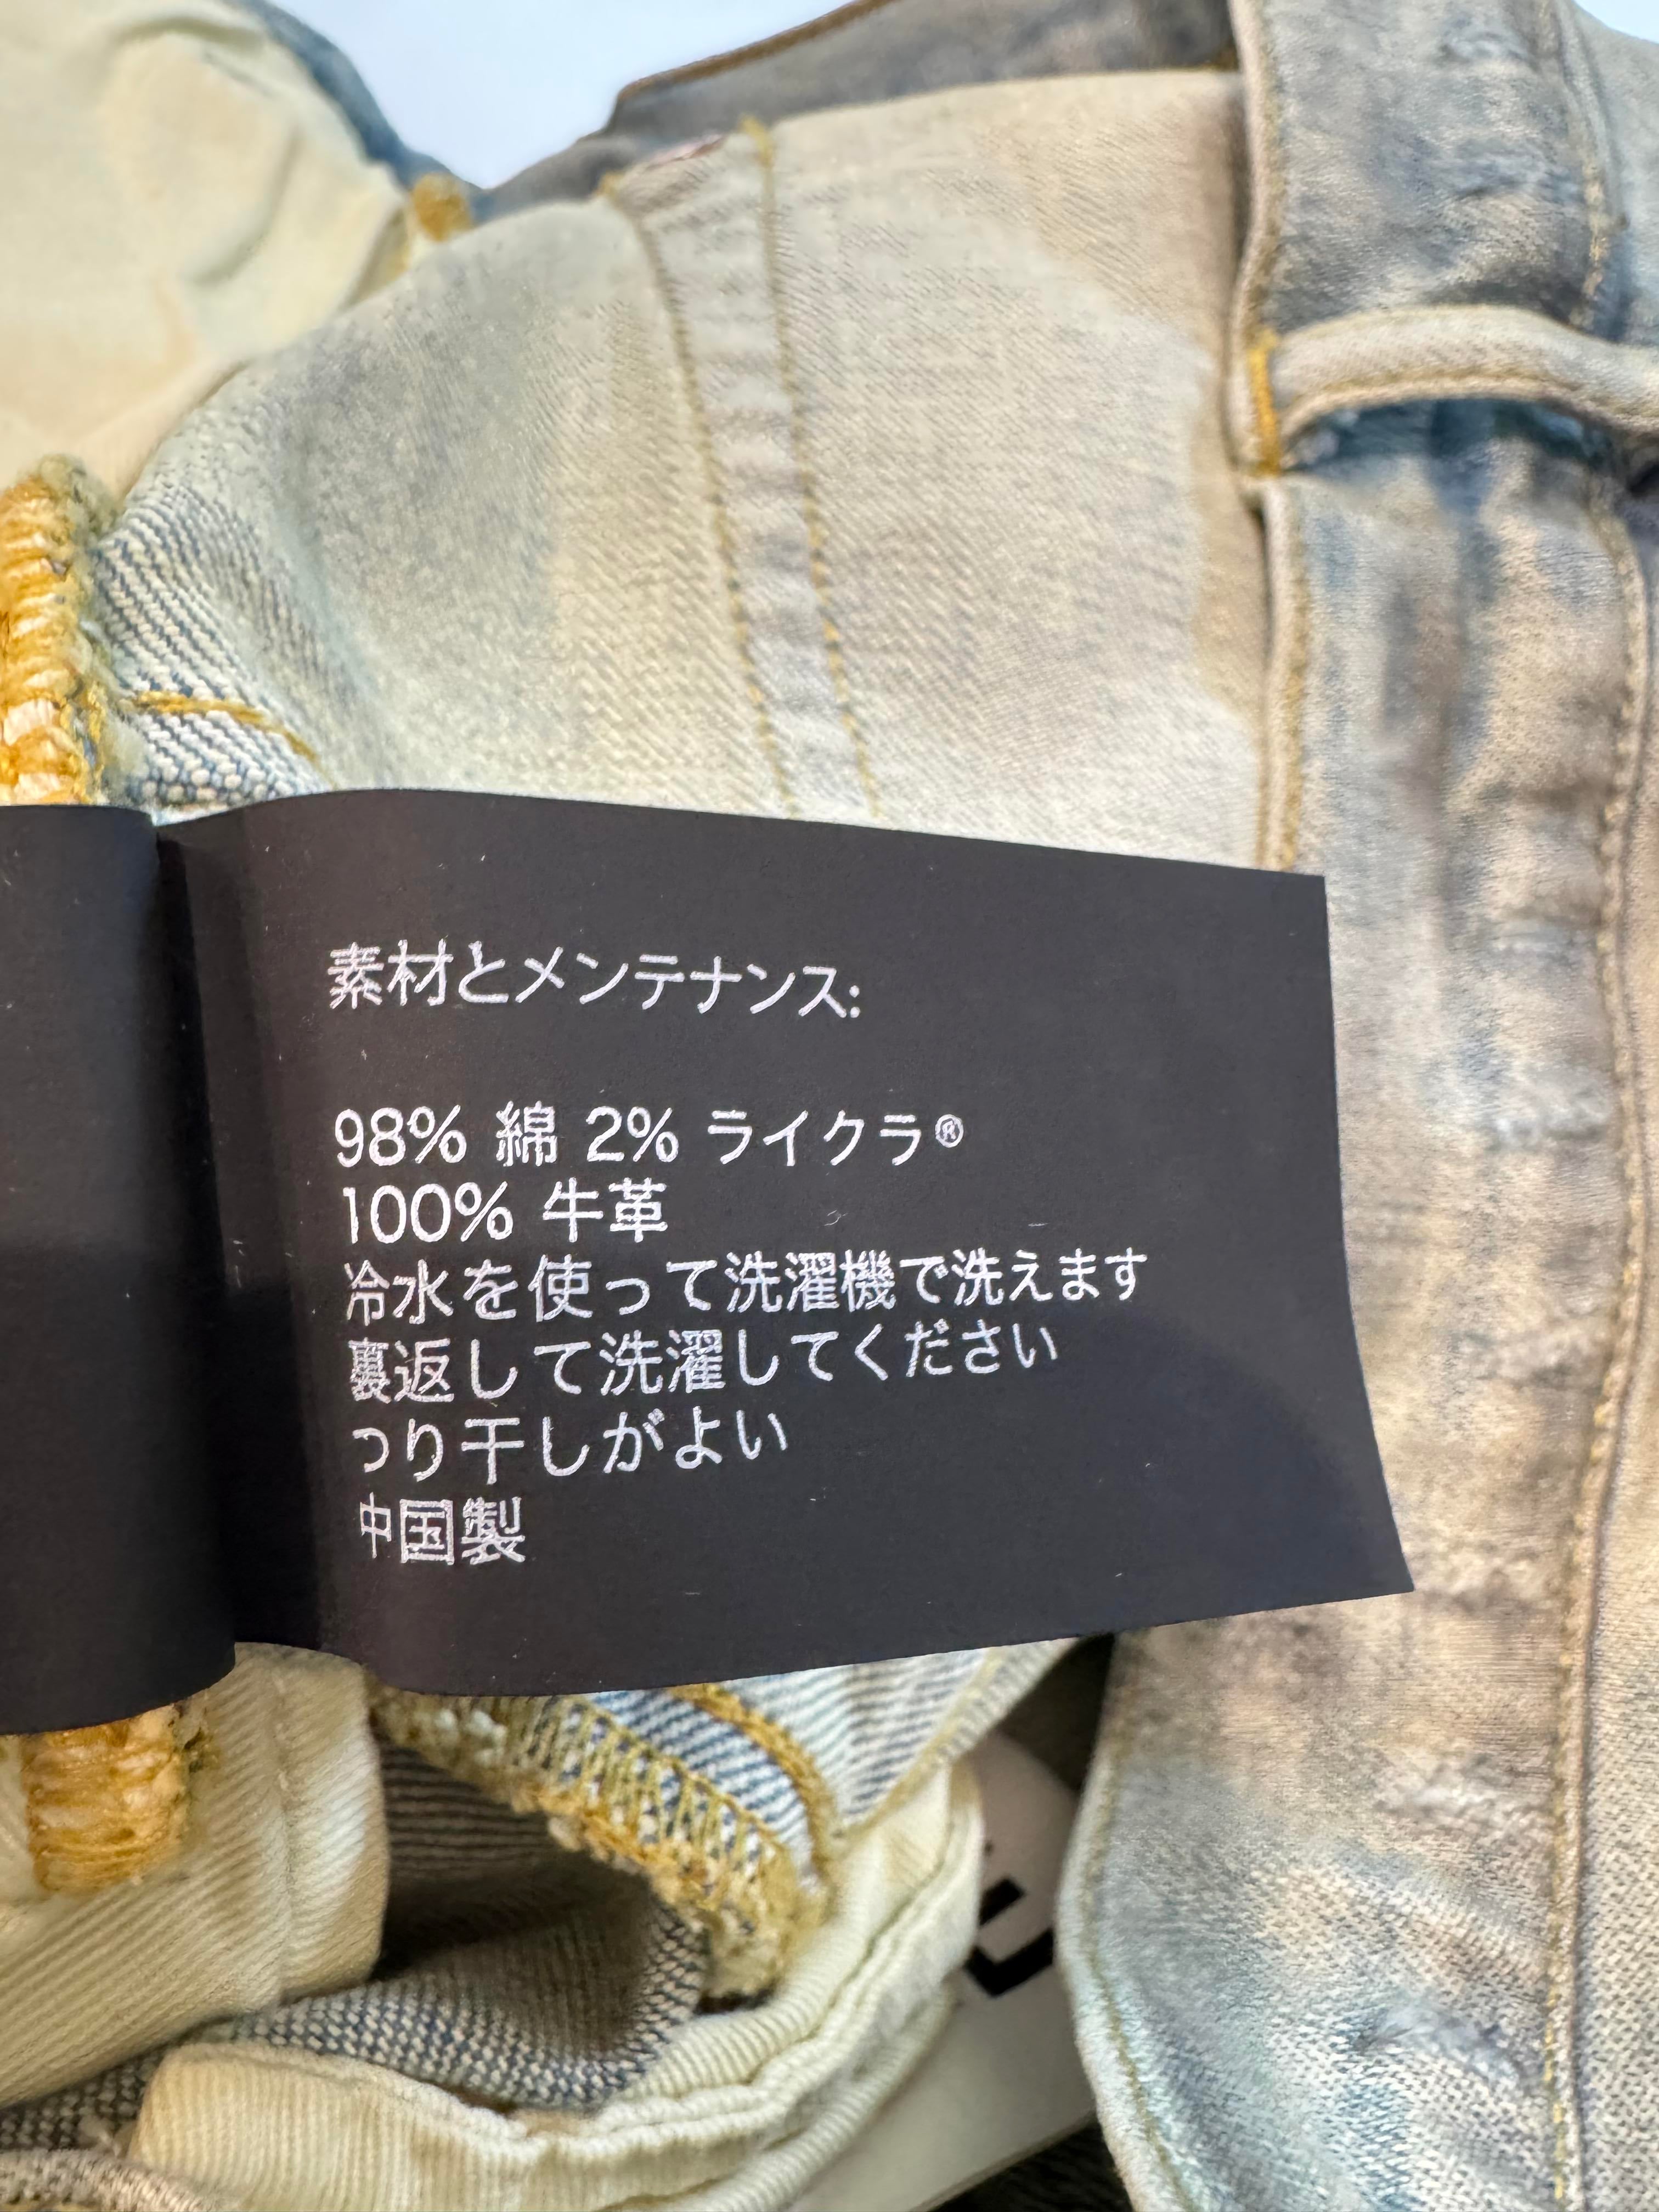 素材とメンテナンス:
98% 綿 2% ライクラ®
100% 牛革
冷水を使って洗濯機で洗えます
裏返して洗濯してください
つり干しがよい
中国製